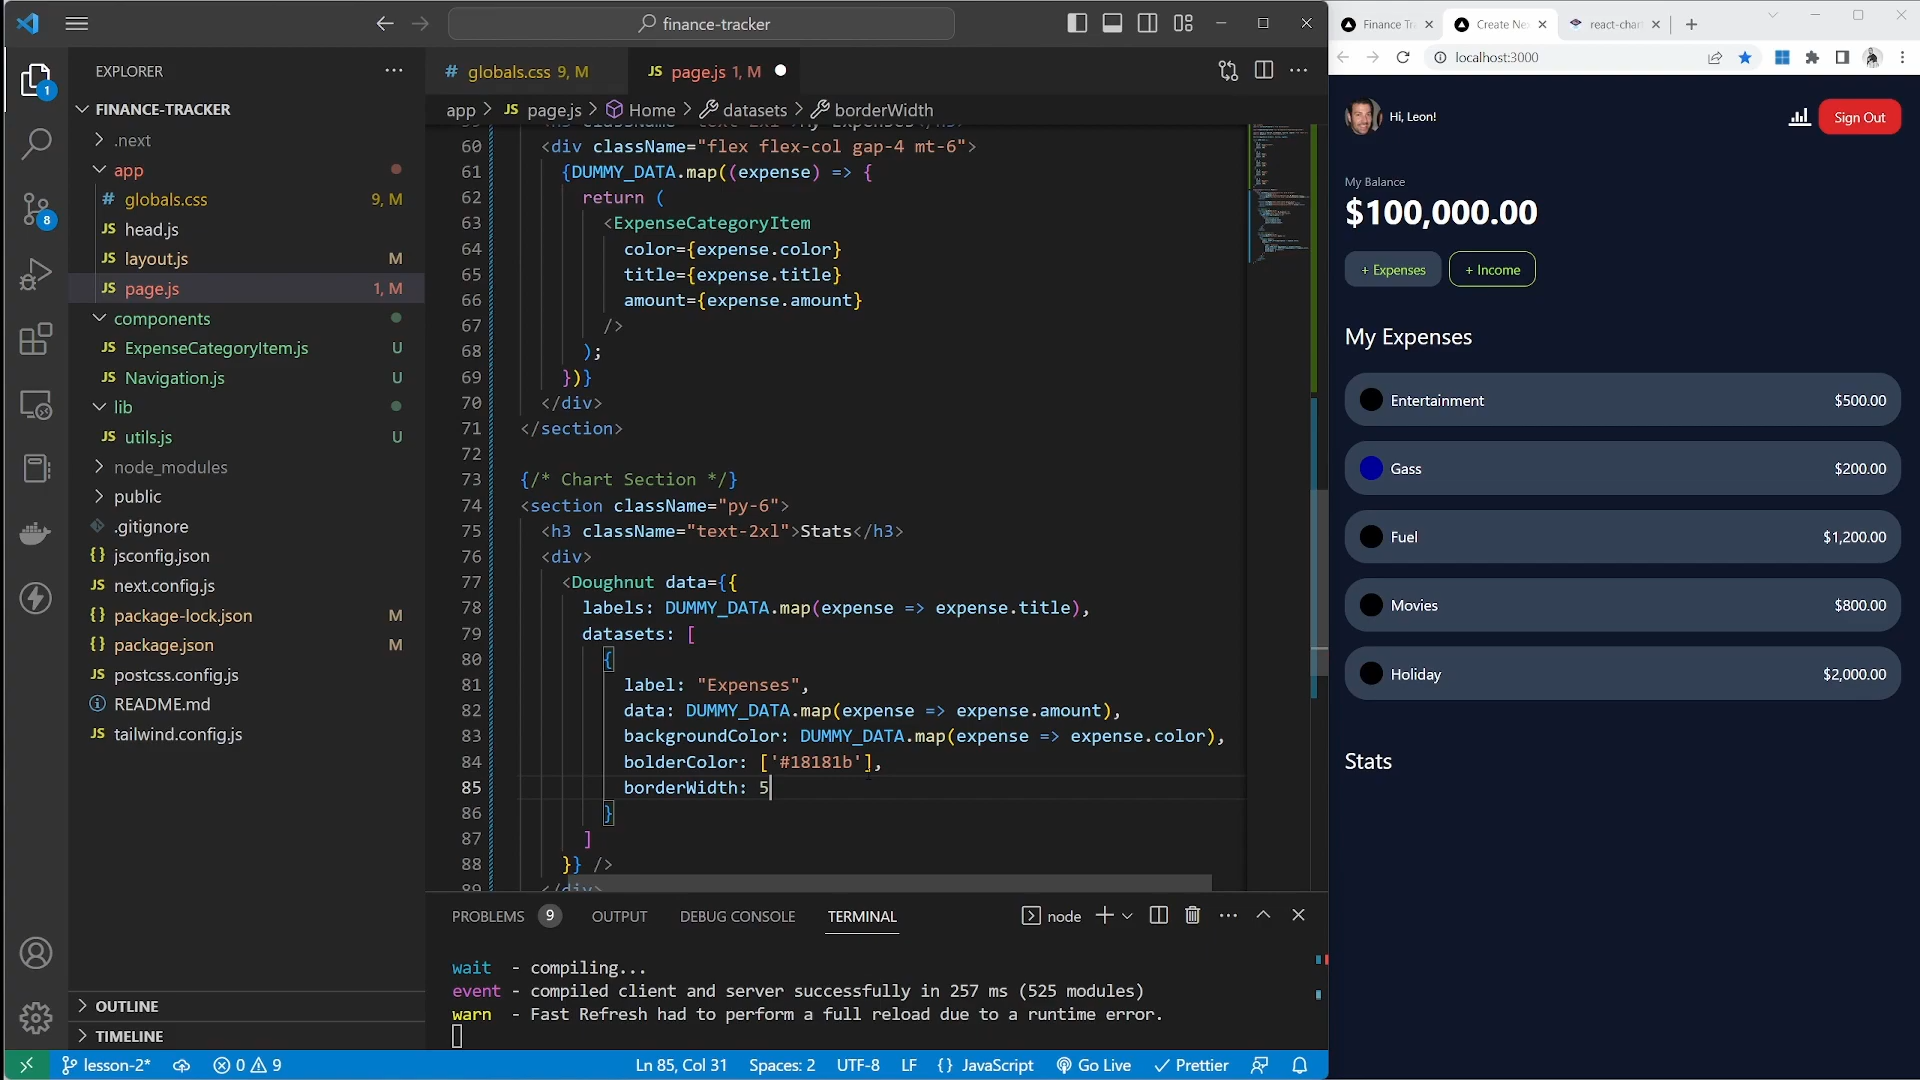 finance-tracker
EXPLORER
FINANCE-TRACKER
.next
app
globals.css 9, M
head.js
layout.js M
page.js 1, M
components
ExpenseCategoryItem.js U
Navigation.js U
lib
utils.js U
node_modules
public
.gitignore
jsconfig.json
next.config.js
package-lock.json M
package.json M
postcss.config.js
README.md
tailwind.config.js
OUTLINE
TIMELINE
1
8
# globals.css 9, M
JS page.js 1, M
app > JS page.js > Home > datasets > borderWidth
60 <div className="flex flex-col gap-4 mt-6">
61 {DUMMY_DATA.map((expense) => {
62 return (
63 <ExpenseCategoryItem
64 color={expense.color}
65 title={expense.title}
66 amount={expense.amount}
67 />
68 );
69 })}
70 </div>
71 </section>
72
73 {/* Chart Section */}
74 <section className="py-6">
75 <h3 className="text-2xl">Stats</h3>
76 <div>
77 <Doughnut data={{
78 labels: DUMMY_DATA.map(expense => expense.title),
79 datasets: [
80 {
81 label: "Expenses",
82 data: DUMMY_DATA.map(expense => expense.amount),
83 backgroundColor: DUMMY_DATA.map(expense => expense.color),
84 bolderColor: ['#18181b'],
85 borderWidth: 5
86 }
87 ]
88 }} />
PROBLEMS 9 OUTPUT DEBUG CONSOLE TERMINAL node
wait - compiling...
event - compiled client and server successfully in 257 ms (525 modules)
warn - Fast Refresh had to perform a full reload due to a runtime error.
lesson-2* 0 9 Ln 85, Col 31 Spaces: 2 UTF-8 LF {} JavaScript Go Live Prettier
Finance Tr Create Ne react-char
localhost:3000
Hi, Leon!
Sign Out
My Balance
$100,000.00
+ Expenses + Income
My Expenses
Entertainment $500.00
Gass $200.00
Fuel $1,200.00
Movies $800.00
Holiday $2,000.00
Stats